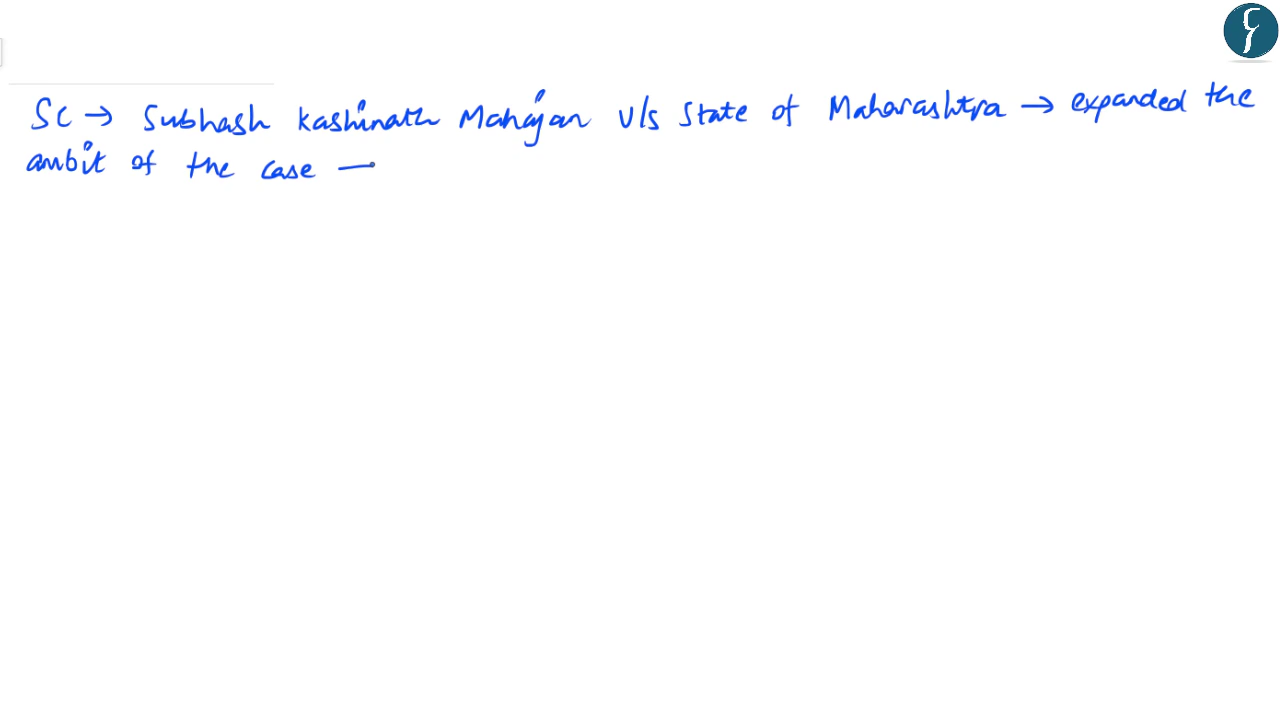 SC → Subhash Kashinath Mahajan v/s State of Maharashtra → expanded the
ambit of the case —